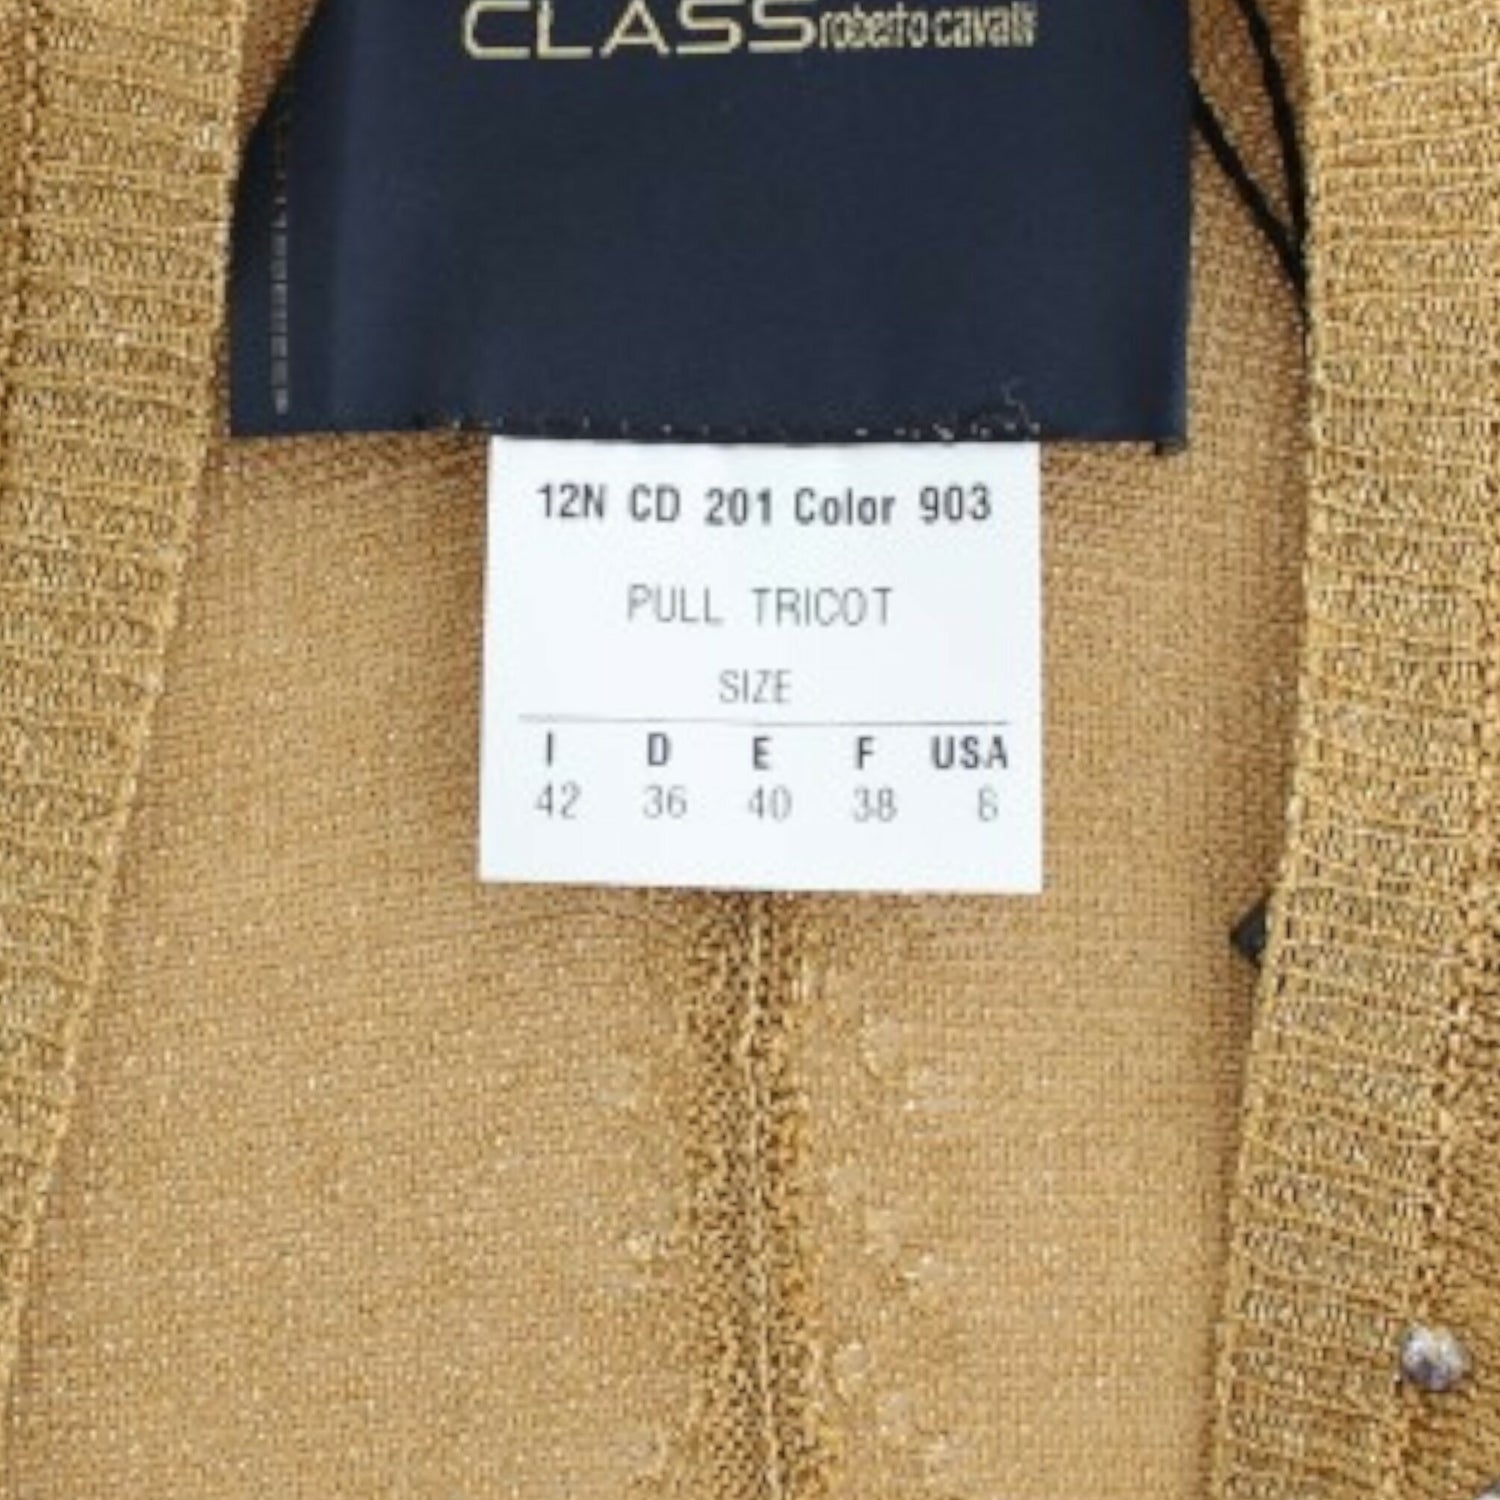 CLASS roberto cavalli
12N CD 201 Color 903
PULL TRICOT
SIZE
I D E F USA
42 36 40 38 6